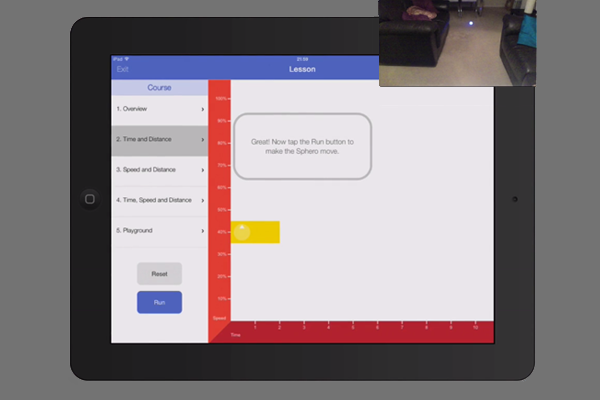 iPad
21:59
Exit
Lesson
Course
1. Overview
2. Time and Distance
3. Speed and Distance
4. Time, Speed and Distance
5. Playground
Reset
Run
100%
90%
80%
70%
60%
50%
40%
30%
20%
10%
Speed
Great! Now tap the Run button to
make the Sphero move.
1 2 3 4 5 6 7 8 9 10
Time